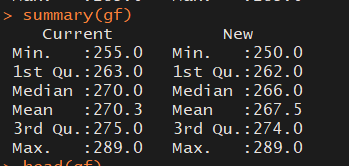 > summary(gf)
    Current           New
 Min.   :255.0   Min.   :250.0
 1st Qu.:263.0   1st Qu.:262.0
 Median :270.0   Median :266.0
 Mean   :270.3   Mean   :267.5
 3rd Qu.:275.0   3rd Qu.:274.0
 Max.   :289.0   Max.   :289.0
> head(gf)